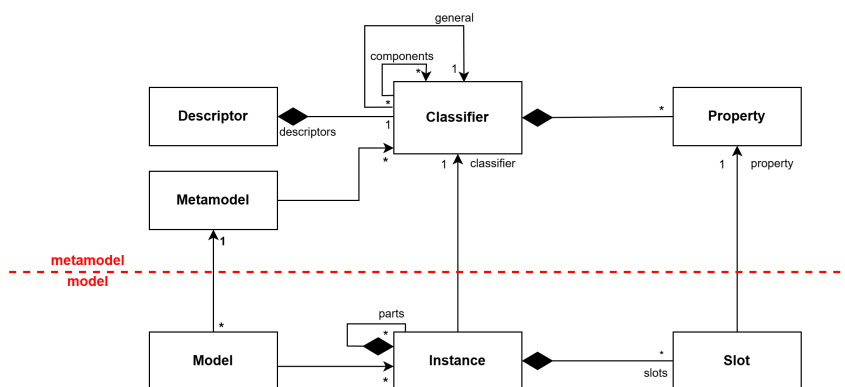 general
components
* 1
*
Descriptor
Classifier
Property
descriptors
1
*
*
1 classifier
1 property
Metamodel
1
metamodel
model
parts
*
*
Model
Instance
Slot
*
*
slots